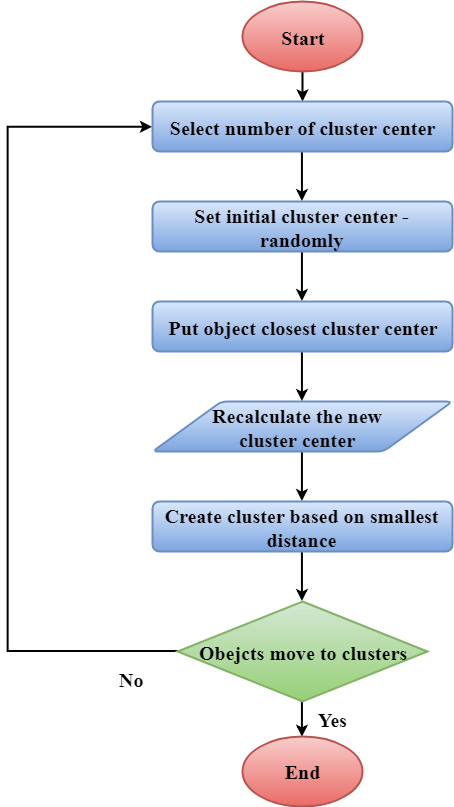 Start
Select number of cluster center
Set initial cluster center -
randomly
Put object closest cluster center
Recalculate the new
cluster center
Create cluster based on smallest
distance
Obejcts move to clusters
No
Yes
End